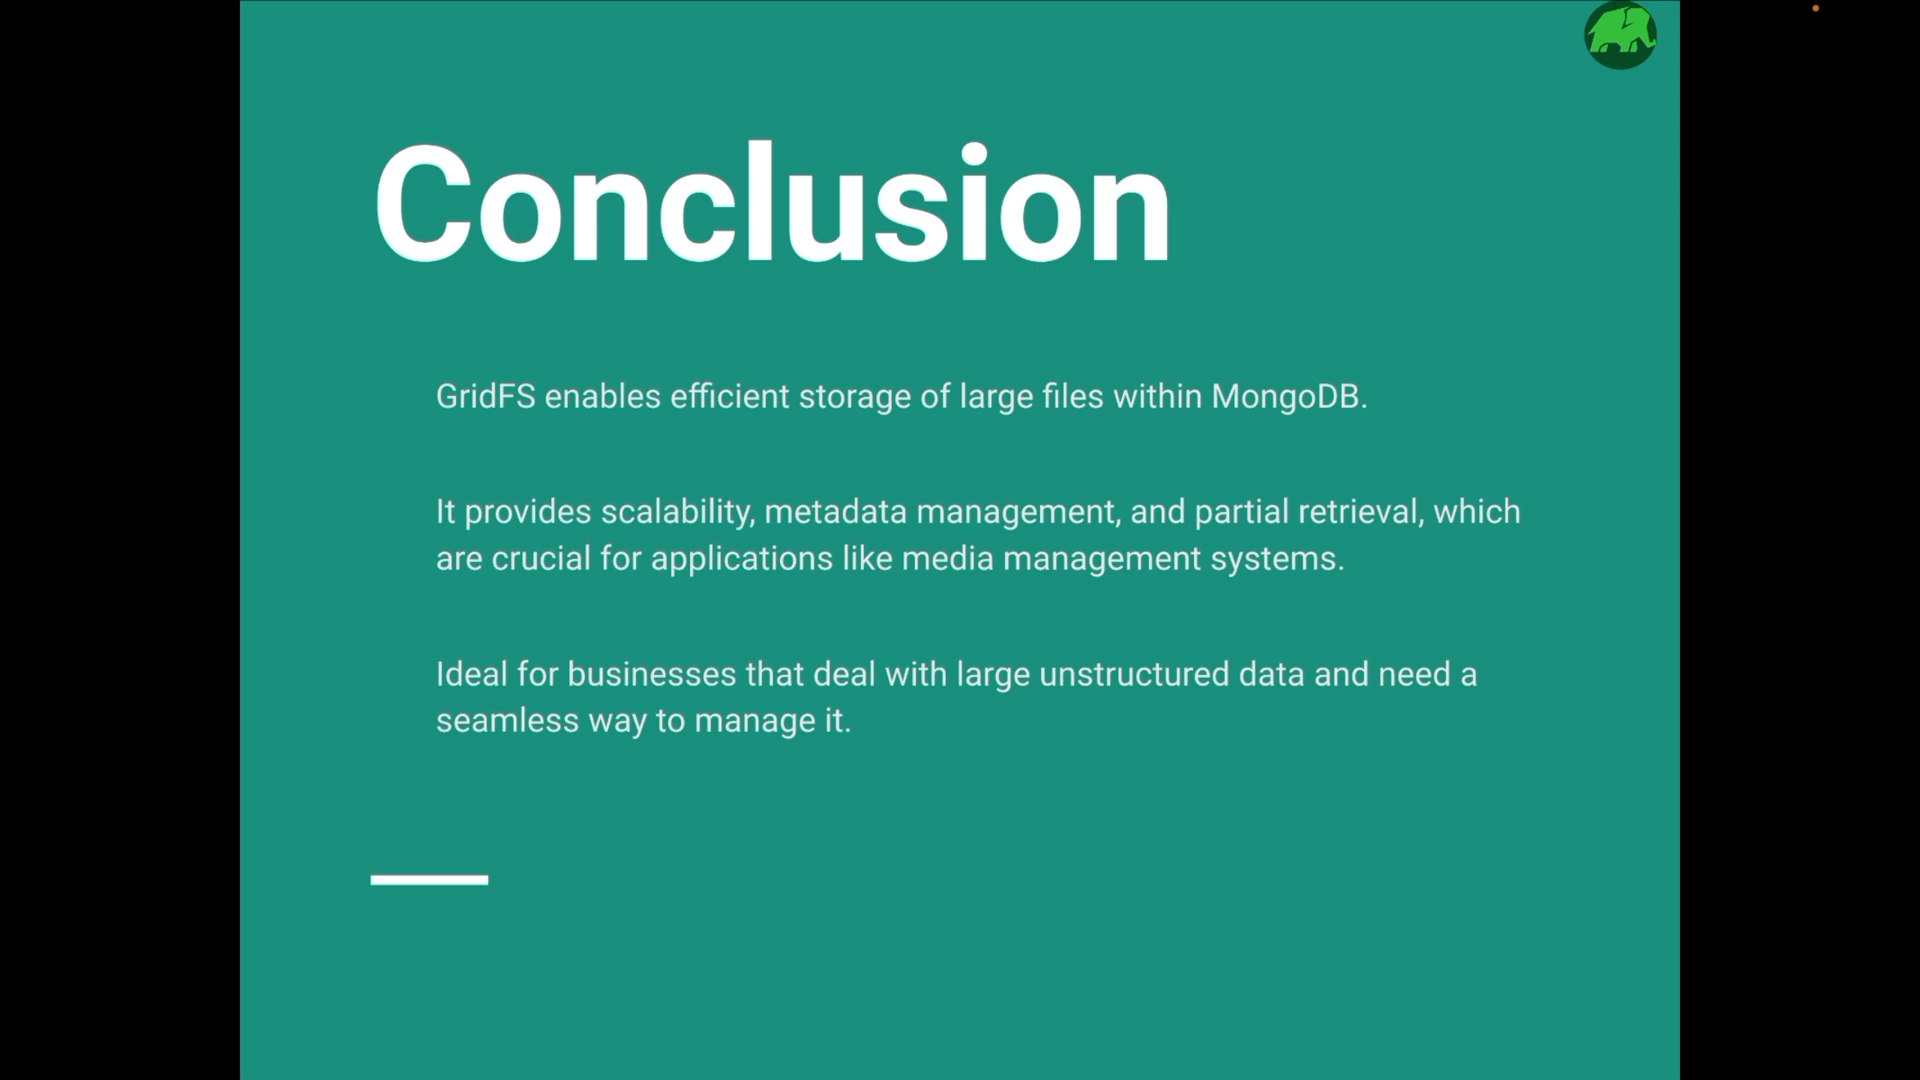 Conclusion
GridFS enables efficient storage of large files within MongoDB.
It provides scalability, metadata management, and partial retrieval, which
are crucial for applications like media management systems.
Ideal for businesses that deal with large unstructured data and need a
seamless way to manage it.